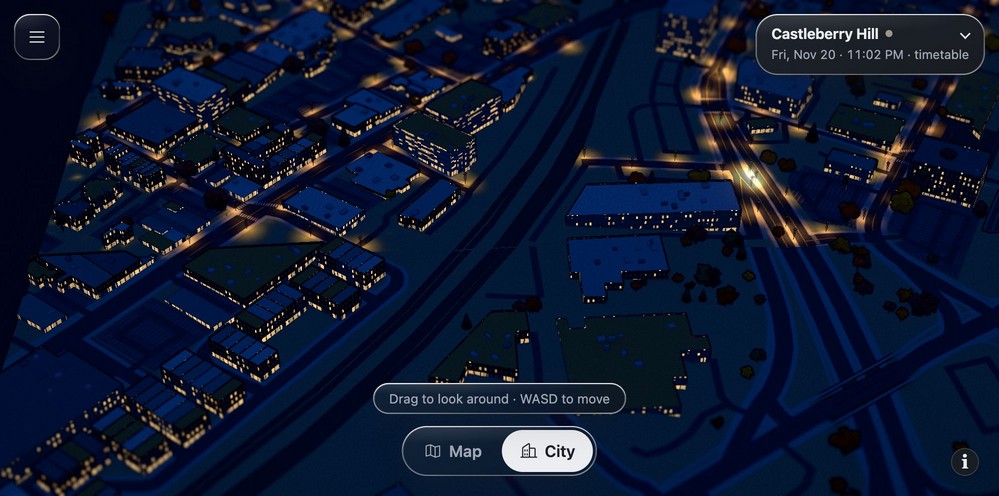 Castleberry Hill
Fri, Nov 20 · 11:02 PM · timetable
Drag to look around · WASD to move
Map
City